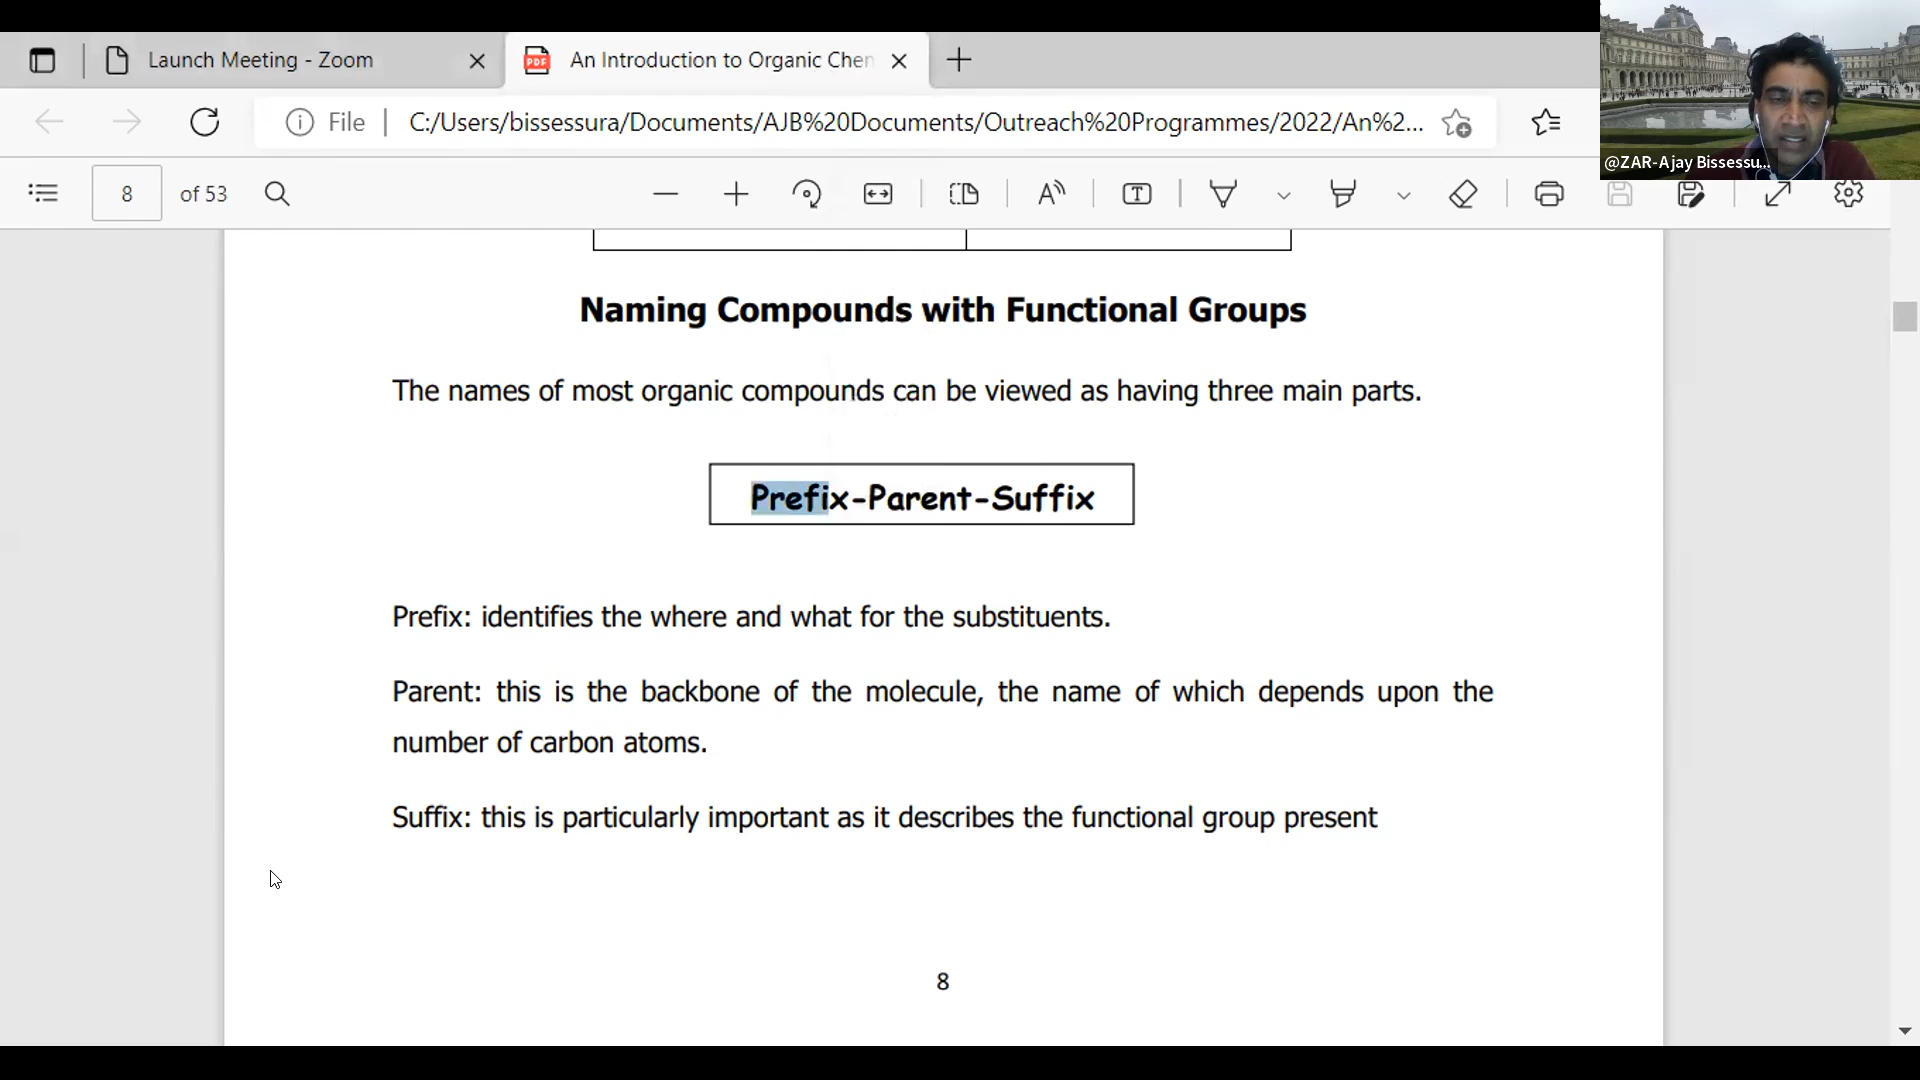 Launch Meeting - Zoom
An Introduction to Organic Chen
File
C:/Users/bissessura/Documents/AJB%20Documents/Outreach%20Programmes/2022/An%2...
@ZAR-Ajay Bissessu...
8 of 53
Naming Compounds with Functional Groups
The names of most organic compounds can be viewed as having three main parts.
Prefix-Parent-Suffix
Prefix: identifies the where and what for the substituents.
Parent: this is the backbone of the molecule, the name of which depends upon the
number of carbon atoms.
Suffix: this is particularly important as it describes the functional group present
8